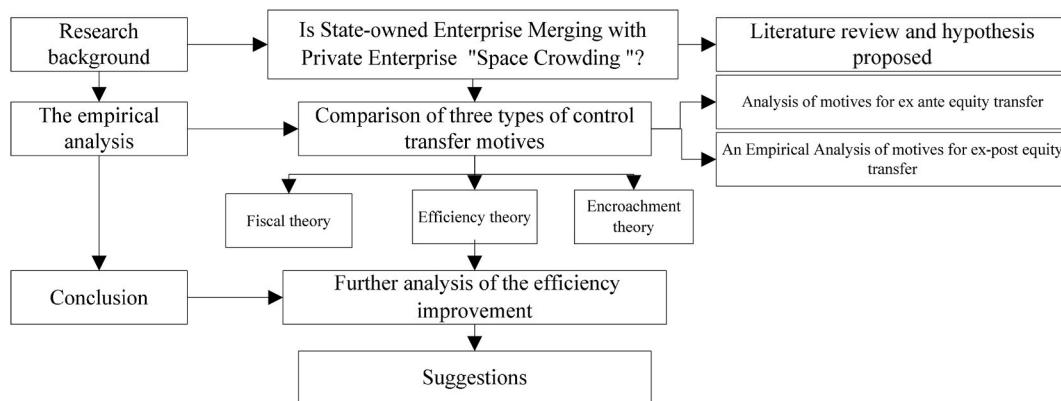 Research
background
Is State-owned Enterprise Merging with
Private Enterprise "Space Crowding "?
Literature review and hypothesis
proposed
The empirical
analysis
Comparison of three types of control
transfer motives
Analysis of motives for ex ante equity transfer
An Empirical Analysis of motives for ex-post equity
transfer
Fiscal theory
Efficiency theory
Encroachment
theory
Conclusion
Further analysis of the efficiency
improvement
Suggestions